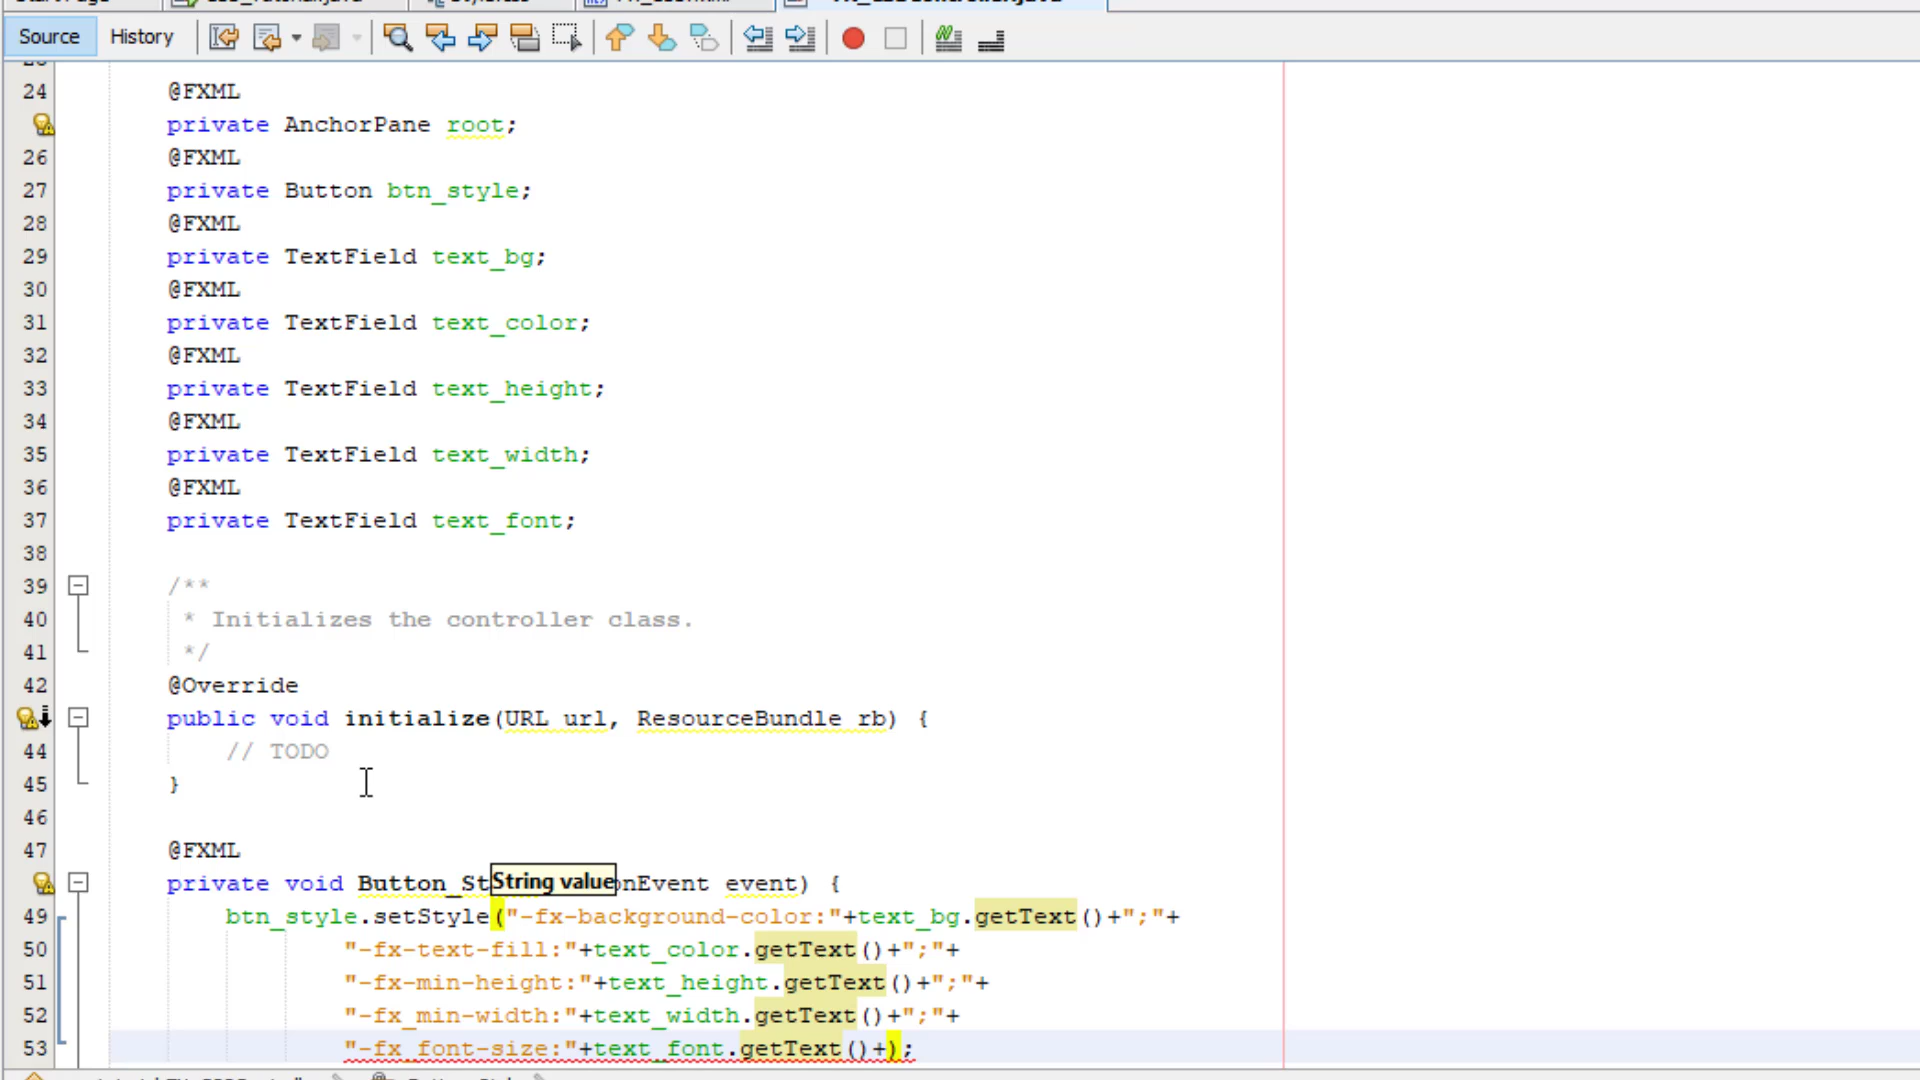 Source History
24 @FXML
private AnchorPane root;
26 @FXML
27 private Button btn_style;
28 @FXML
29 private TextField text_bg;
30 @FXML
31 private TextField text_color;
32 @FXML
33 private TextField text_height;
34 @FXML
35 private TextField text_width;
36 @FXML
37 private TextField text_font;
38
39 /**
40 * Initializes the controller class.
41 */
42 @Override
public void initialize(URL url, ResourceBundle rb) {
44 // TODO
45 }
46
47 @FXML
String value
private void Button_St onEvent event) {
49 btn_style.setStyle("-fx-background-color:"+text_bg.getText()+";"+
50 "-fx-text-fill:"+text_color.getText()+";"+
51 "-fx-min-height:"+text_height.getText()+";"+
52 "-fx_min-width:"+text_width.getText()+";"+
53 "-fx_font-size:"+text_font.getText()+);